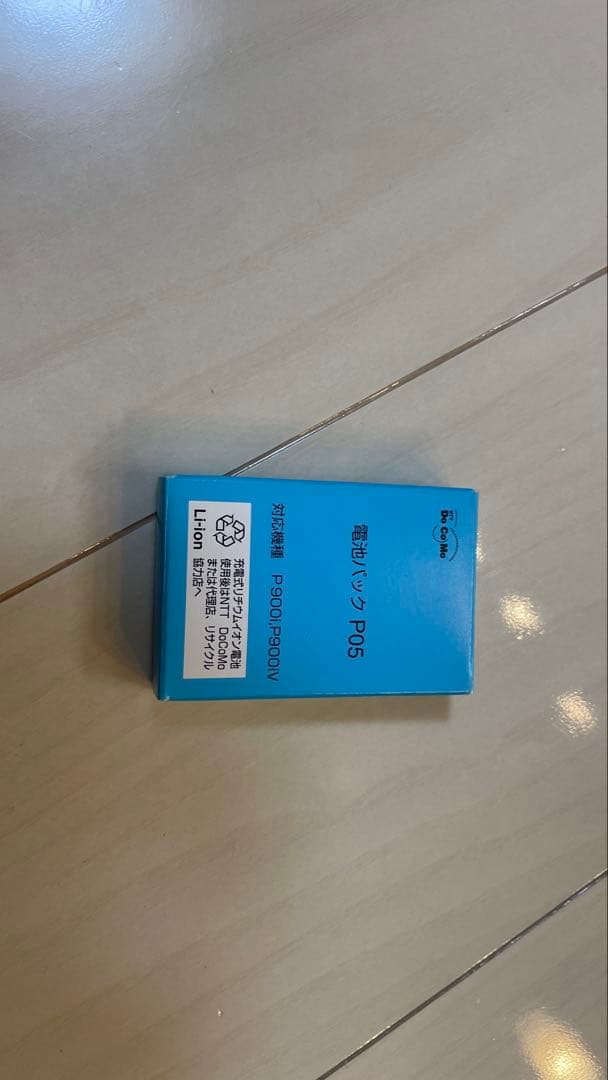 NTT
DoCoMo
電池パック P05
対応機種 P900i,P900iV
Li-ion
充電式リチウムイオン電池
使用後はNTT DoCoMo
または代理店、リサイクル
協力店へ